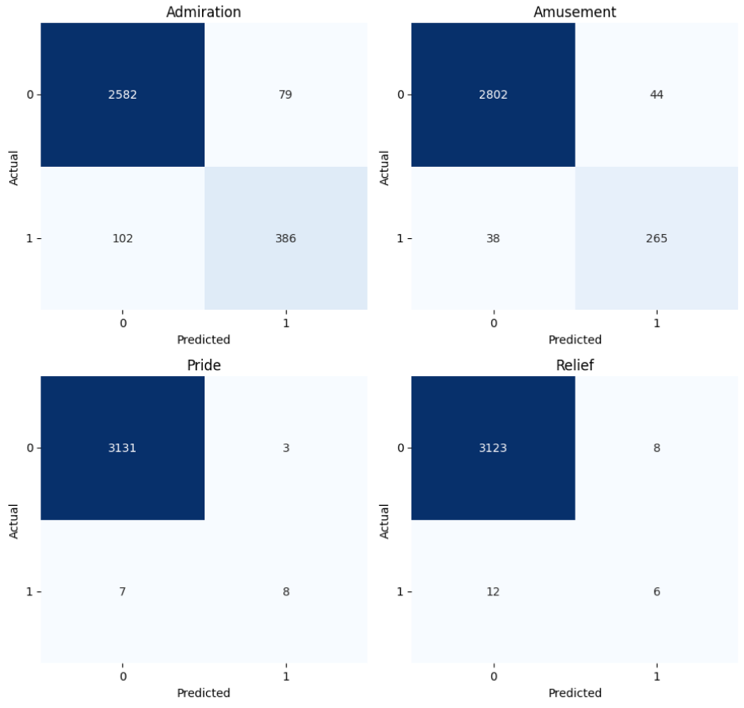 Admiration
Amusement
0 2582 79
0 2802 44
Actual
Actual
1 102 386
1 38 265
0 1
0 1
Predicted
Predicted
Pride
Relief
0 3131 3
0 3123 8
Actual
Actual
1 7 8
1 12 6
0 1
0 1
Predicted
Predicted